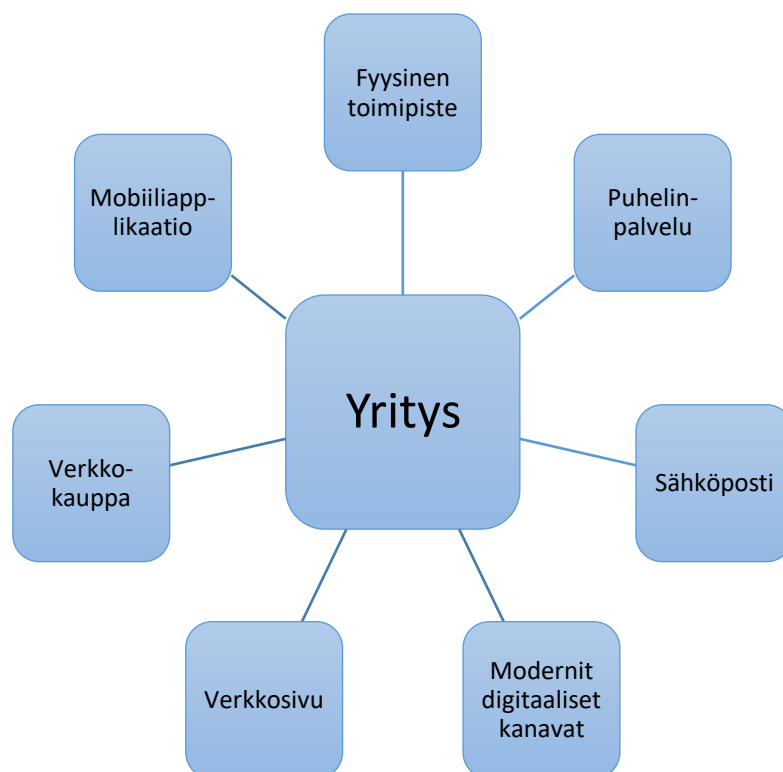 Fyysinen
toimipiste
Puhelin-
palvelu
Sähköposti
Modernit
digitaaliset
kanavat
Verkkosivu
Verkko-
kauppa
Mobiiliapp-
likaatio
Yritys